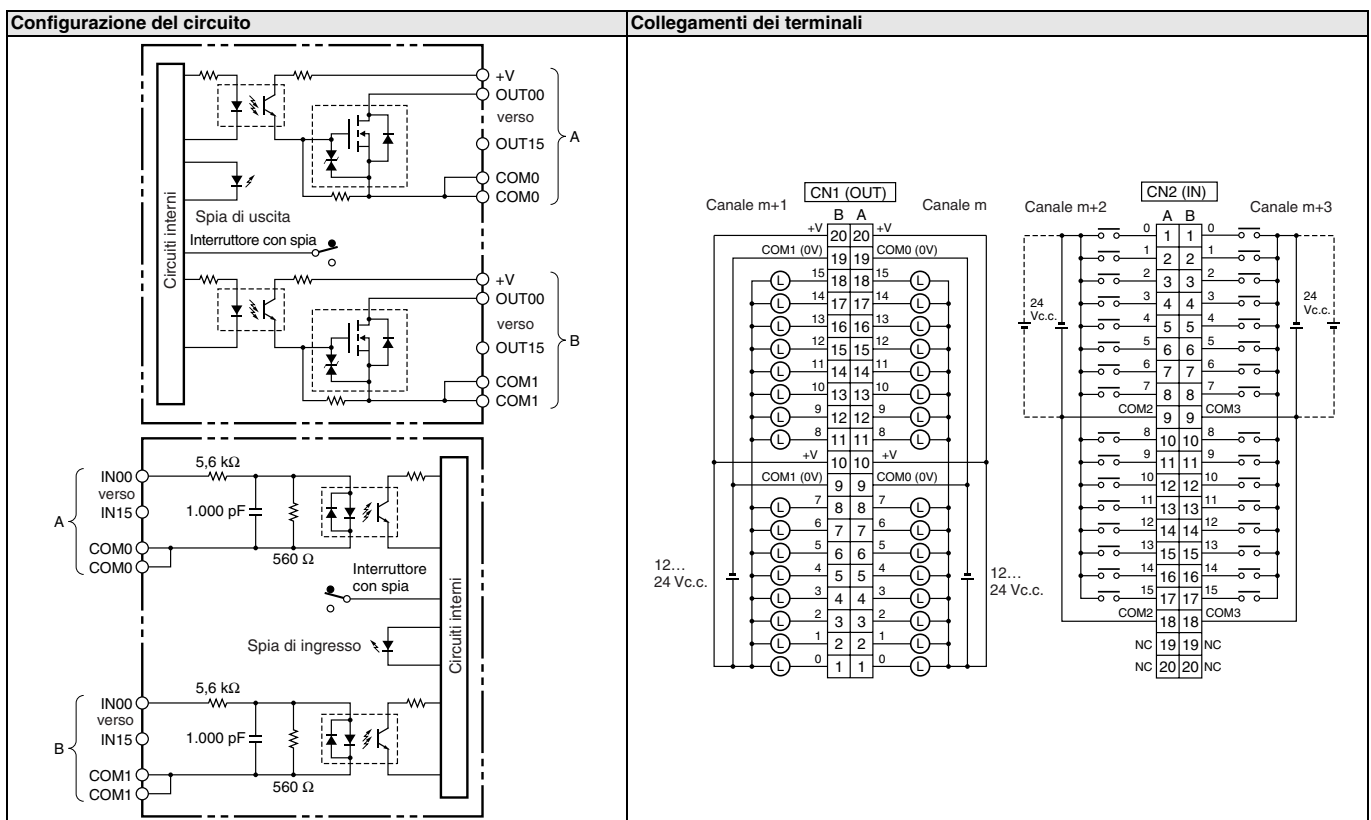 Configurazione del circuito
Collegamenti dei terminali
Circuiti interni
+V
OUT00
verso
OUT15
COM0
COM0
A
Spia di uscita
Interruttore con spia
+V
OUT00
verso
OUT15
COM1
COM1
B
A
IN00
verso
IN15
COM0
COM0
5,6 kΩ
1.000 pF
560 Ω
Interruttore
con spia
Spia di ingresso
Circuiti interni
B
IN00
verso
IN15
COM1
COM1
5,6 kΩ
1.000 pF
560 Ω
CN1 (OUT)
Canale m+1
Canale m
B A
+V 20 20 +V
COM1 (0V) 19 19 COM0 (0V)
L 15 18 18 15 L
L 14 17 17 14 L
L 13 16 16 13 L
L 12 15 15 12 L
L 11 14 14 11 L
L 10 13 13 10 L
L 9 12 12 9 L
L 8 11 11 8 L
+V 10 10 +V
COM1 (0V) 9 9 COM0 (0V)
L 7 8 8 7 L
L 6 7 7 6 L
L 5 6 6 5 L
L 4 5 5 4 L
L 3 4 4 3 L
L 2 3 3 2 L
L 1 2 2 1 L
L 0 1 1 0 L
12…
24 Vc.c.
12…
24 Vc.c.
CN2 (IN)
Canale m+2
Canale m+3
A B
0 1 1 0
1 2 2 1
2 3 3 2
3 4 4 3
4 5 5 4
5 6 6 5
6 7 7 6
7 8 8 7
COM2 9 9 COM3
8 10 10 8
9 11 11 9
10 12 12 10
11 13 13 11
12 14 14 12
13 15 15 13
14 16 16 14
15 17 17 15
COM2 18 18 COM3
NC 19 19 NC
NC 20 20 NC
24
Vc.c.
24
Vc.c.